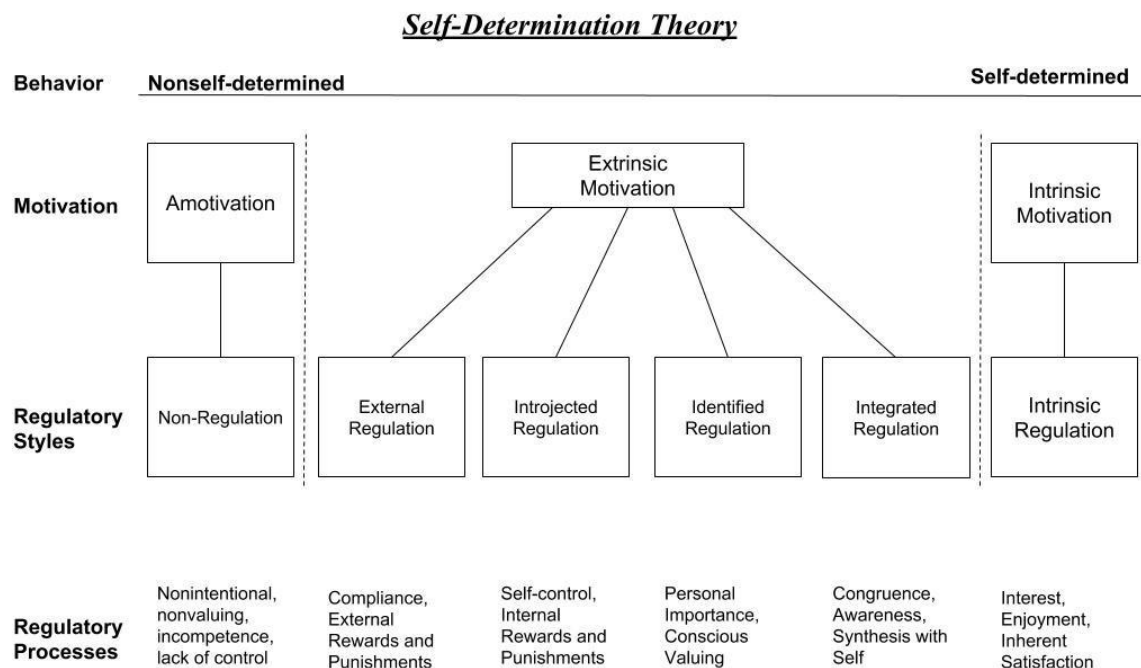 Self-Determination Theory
Behavior
Nonself-determined
Self-determined
Motivation
Amotivation
Extrinsic
Motivation
Intrinsic
Motivation
Regulatory
Styles
Non-Regulation
External
Regulation
Introjected
Regulation
Identified
Regulation
Integrated
Regulation
Intrinsic
Regulation
Regulatory
Processes
Nonintentional,
nonvaluing,
incompetence,
lack of control
Compliance,
External
Rewards and
Punishments
Self-control,
Internal
Rewards and
Punishments
Personal
Importance,
Conscious
Valuing
Congruence,
Awareness,
Synthesis with
Self
Interest,
Enjoyment,
Inherent
Satisfaction